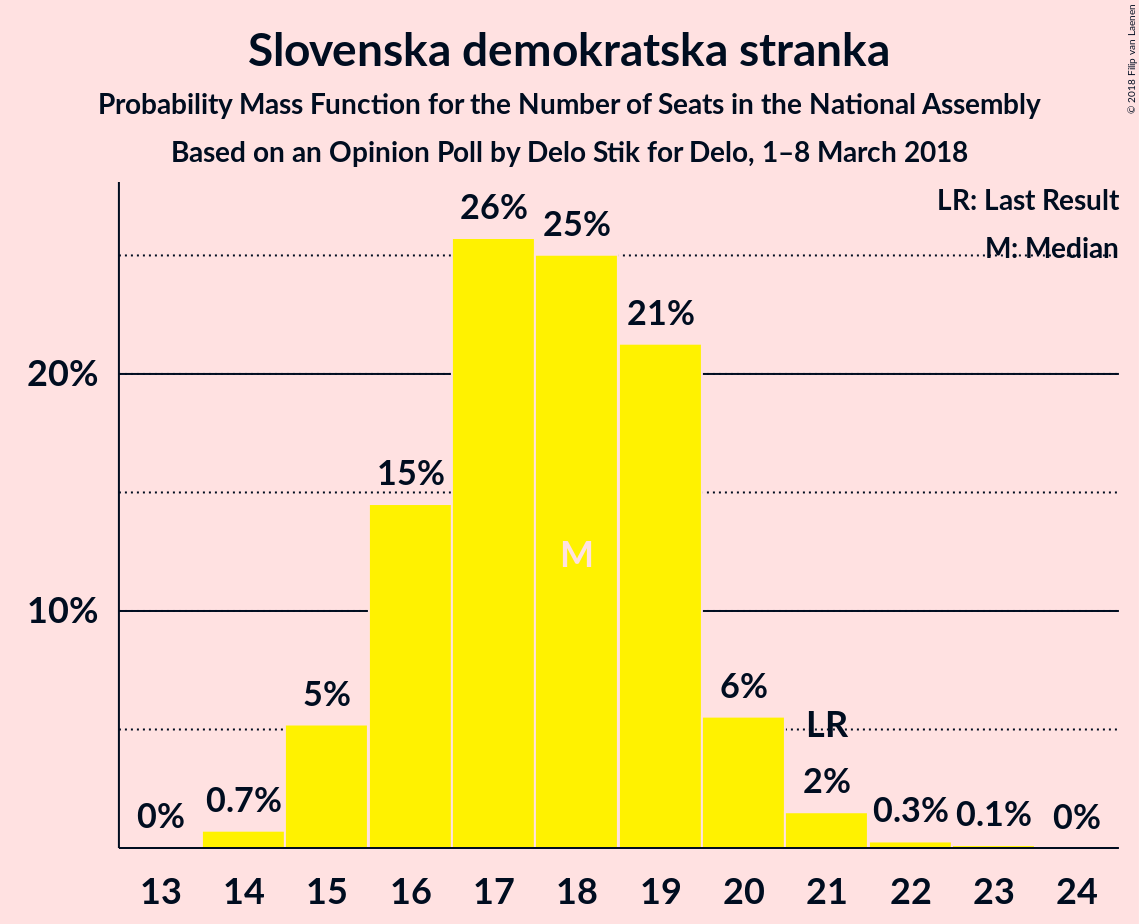 Slovenska demokratska stranka
Probability Mass Function for the Number of Seats in the National Assembly
Based on an Opinion Poll by Delo Stik for Delo, 1–8 March 2018
© 2018 Filip van Laenen
LR: Last Result
M: Median
26%
25%
21%
20%
15%
M
10%
6%
5%
LR
2%
0.7%
0.3%
0.1%
0%
0%
13 14 15 16 17 18 19 20 21 22 23 24